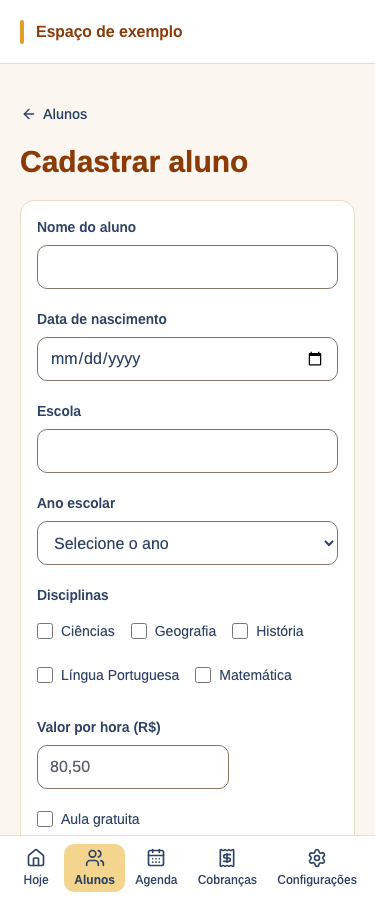 Espaço de exemplo
Alunos
Cadastrar aluno
Nome do aluno
Data de nascimento
mm/dd/yyyy
Escola
Ano escolar
Selecione o ano
Disciplinas
Ciências Geografia História
Língua Portuguesa Matemática
Valor por hora (R$)
80,50
Aula gratuita
Hoje Alunos Agenda Cobranças Configurações